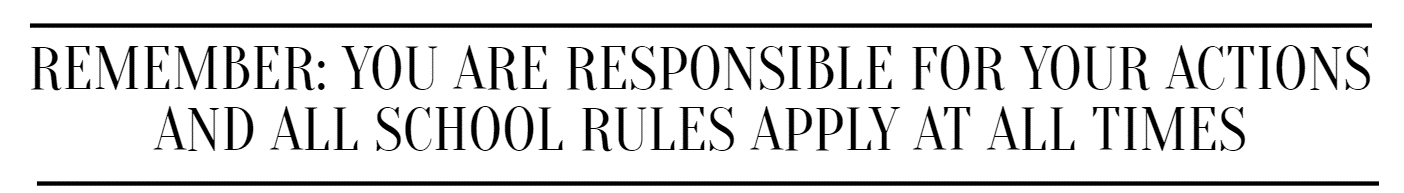 REMEMBER: YOU ARE RESPONSIBLE FOR YOUR ACTIONS
AND ALL SCHOOL RULES APPLY AT ALL TIMES